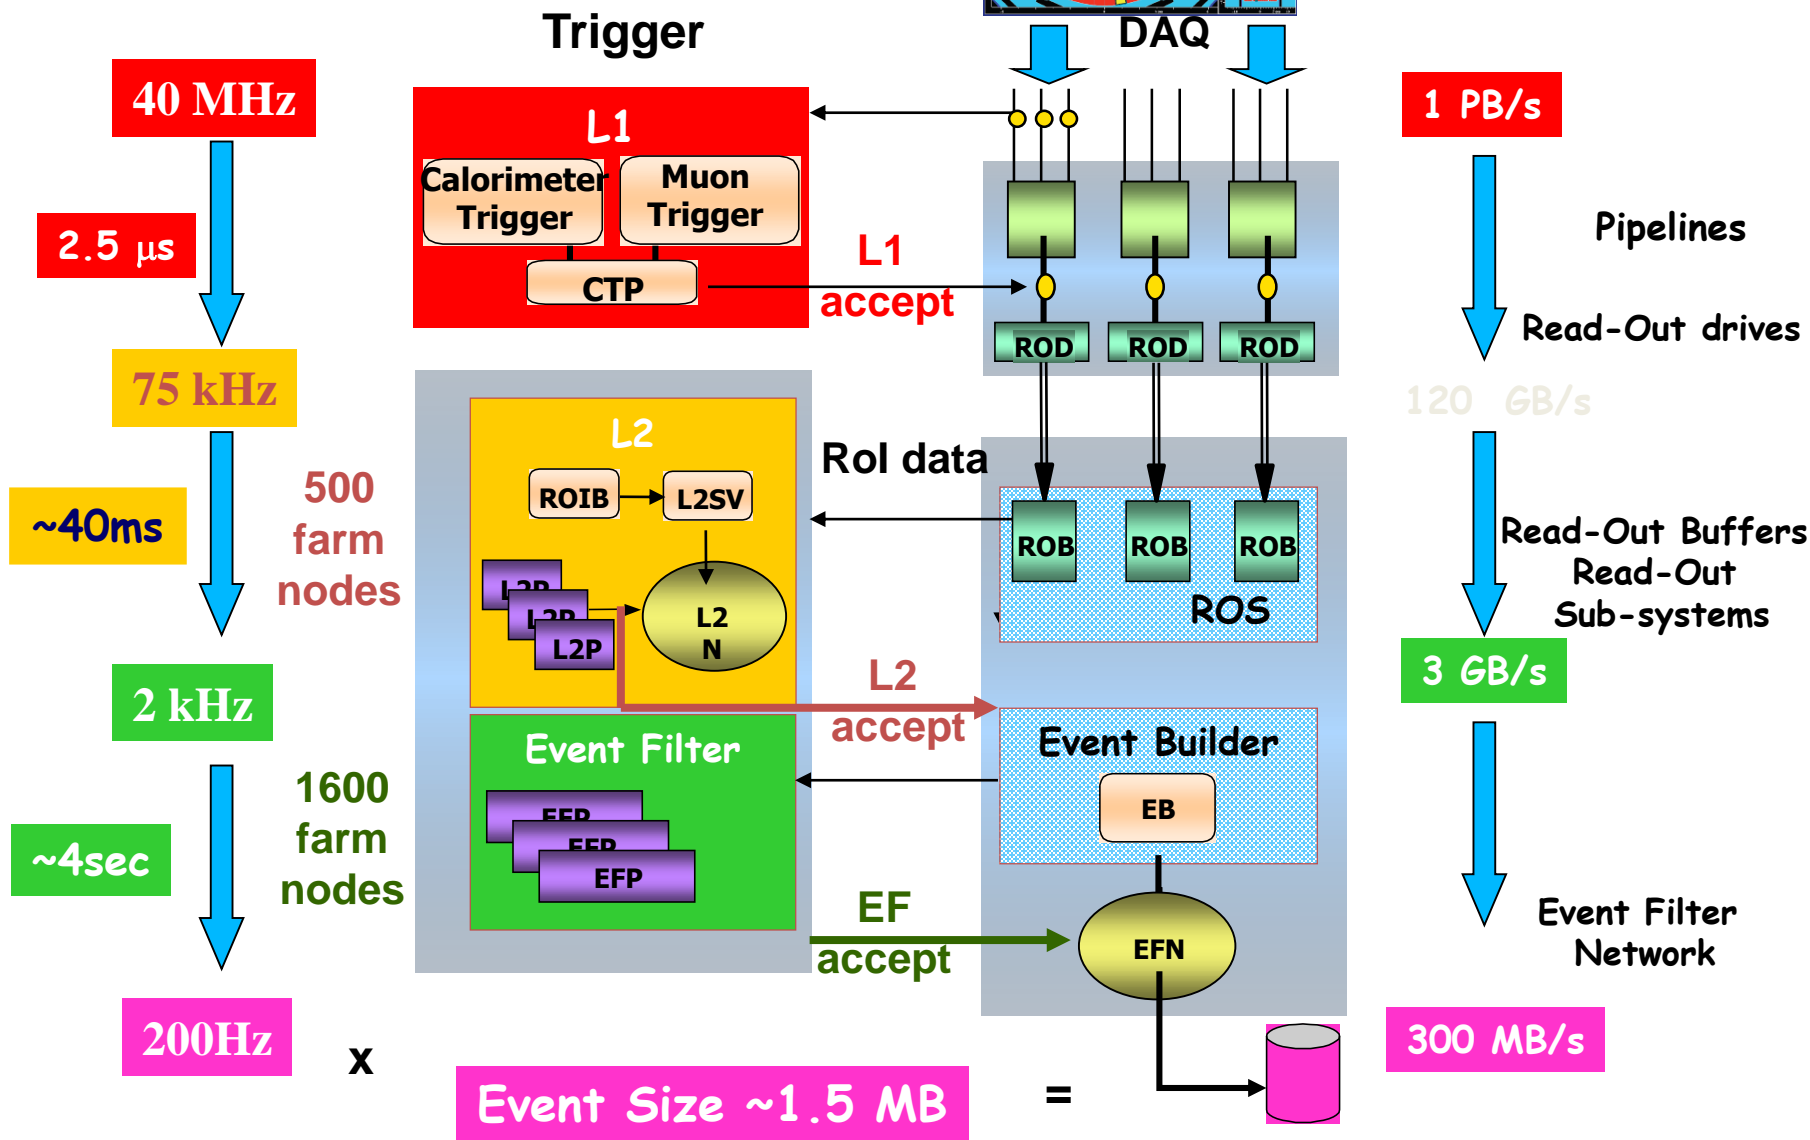 Trigger
DAQ
40 MHz
1 PB/s
L1
Calorimeter
Trigger
Muon
Trigger
CTP
2.5 μs
L1
accept
Pipelines
Read-Out drives
ROD
ROD
ROD
75 kHz
120 GB/s
L2
ROIB
L2SV
RoI data
~40ms
500
farm
nodes
ROB
ROB
ROB
ROS
Read-Out Buffers
Read-Out
Sub-systems
L2P
L2P
L2P
L2
N
2 kHz
L2
accept
3 GB/s
Event Filter
Event Builder
EB
1600
farm
nodes
~4sec
EFP
EFP
EFP
EF
accept
EFN
Event Filter
Network
200Hz
x
Event Size ~1.5 MB
=
300 MB/s